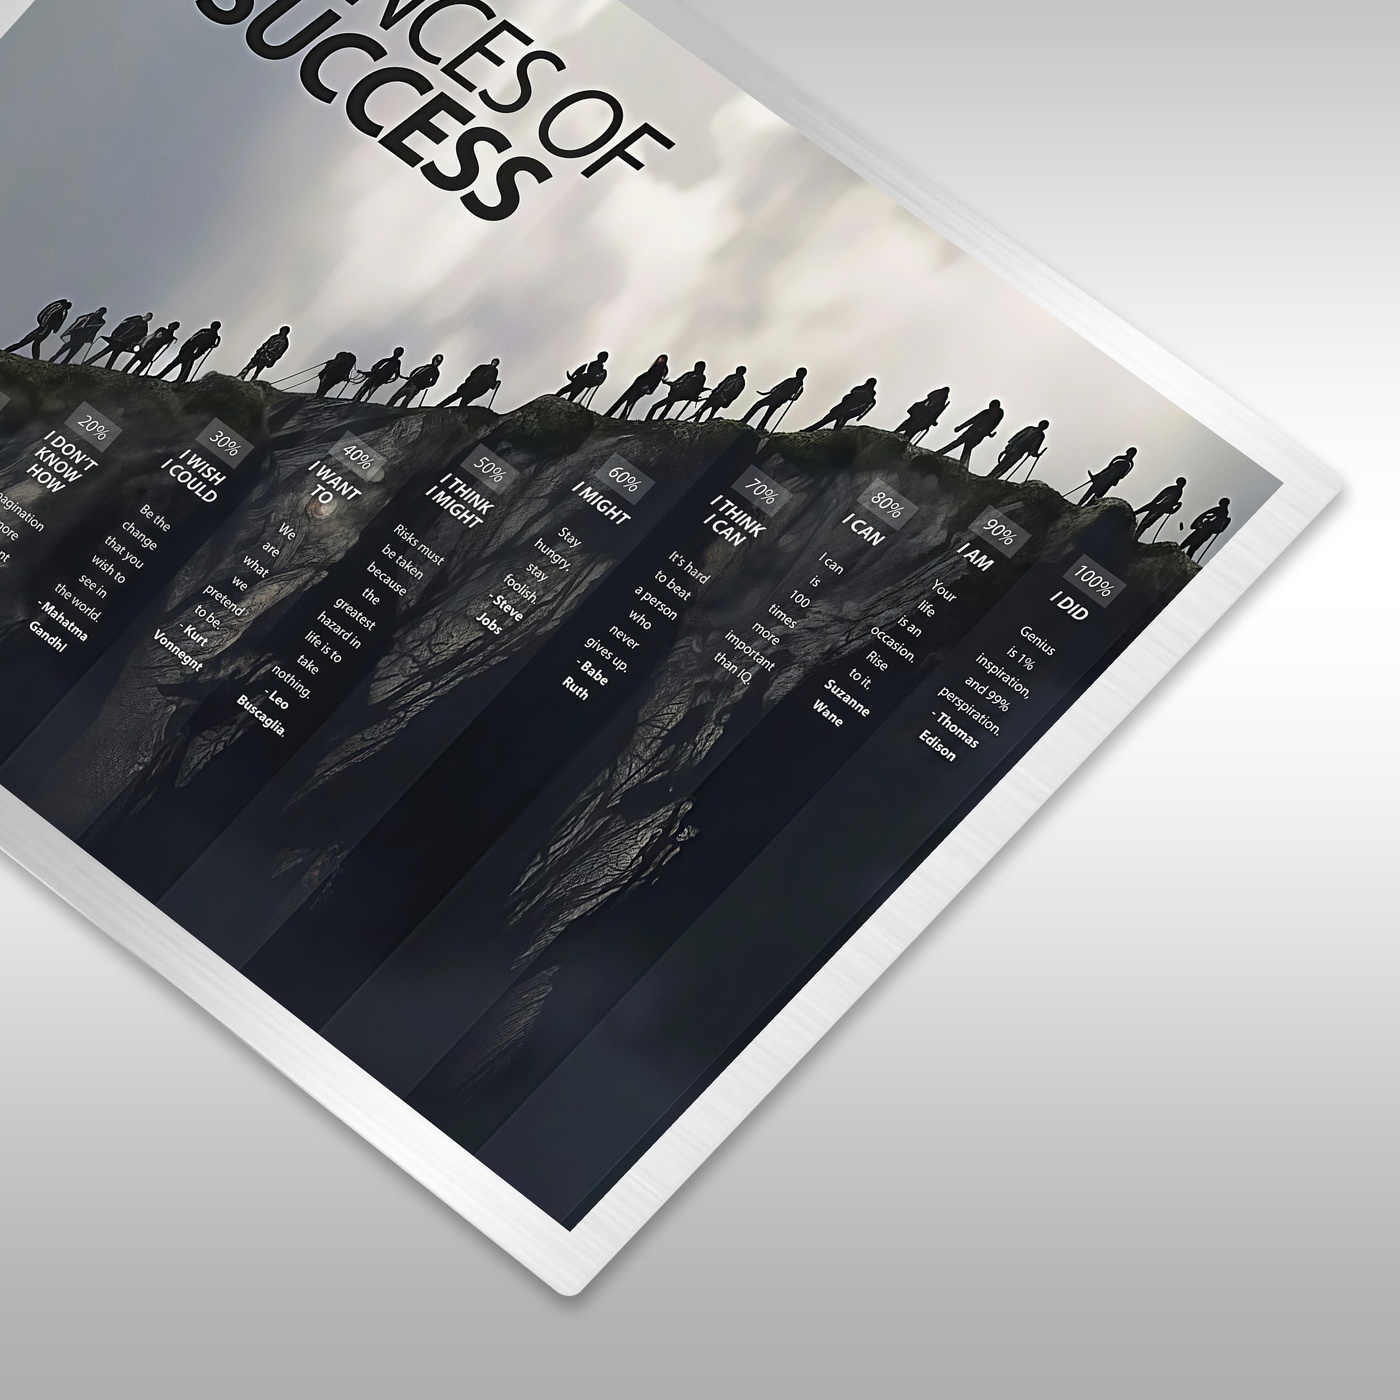 NCES OF
SUCCESS
20%
I DON'T
KNOW
HOW
agination
ore
nt
30%
I WISH
I COULD
Be the
change
that you
wish to
see in
the world.
-Mahatma
Gandhl
40%
I WANT
TO
We
are
what
we
pretend
to be.
- Kurt
Vonnegnt
50%
I THINK
I MIGHT
Risks must
be taken
because
the
greatest
hazard in
life is to
take
nothing.
- Leo
Buscaglia.
60%
I MIGHT
Stay
hungry,
stay
foolish.
- Steve
Jobs
70%
I THINK
I CAN
It's hard
to beat
a person
who
never
gives up.
- Babe
Ruth
80%
I CAN
I can
is
100
times
more
important
than IQ.
90%
I AM
Your
life
is an
occasion.
Rise
to it.
Suzanne
Wane
100%
I DID
Genius
is 1%
inspiration,
and 99%
perspiration.
- Thomas
Edison